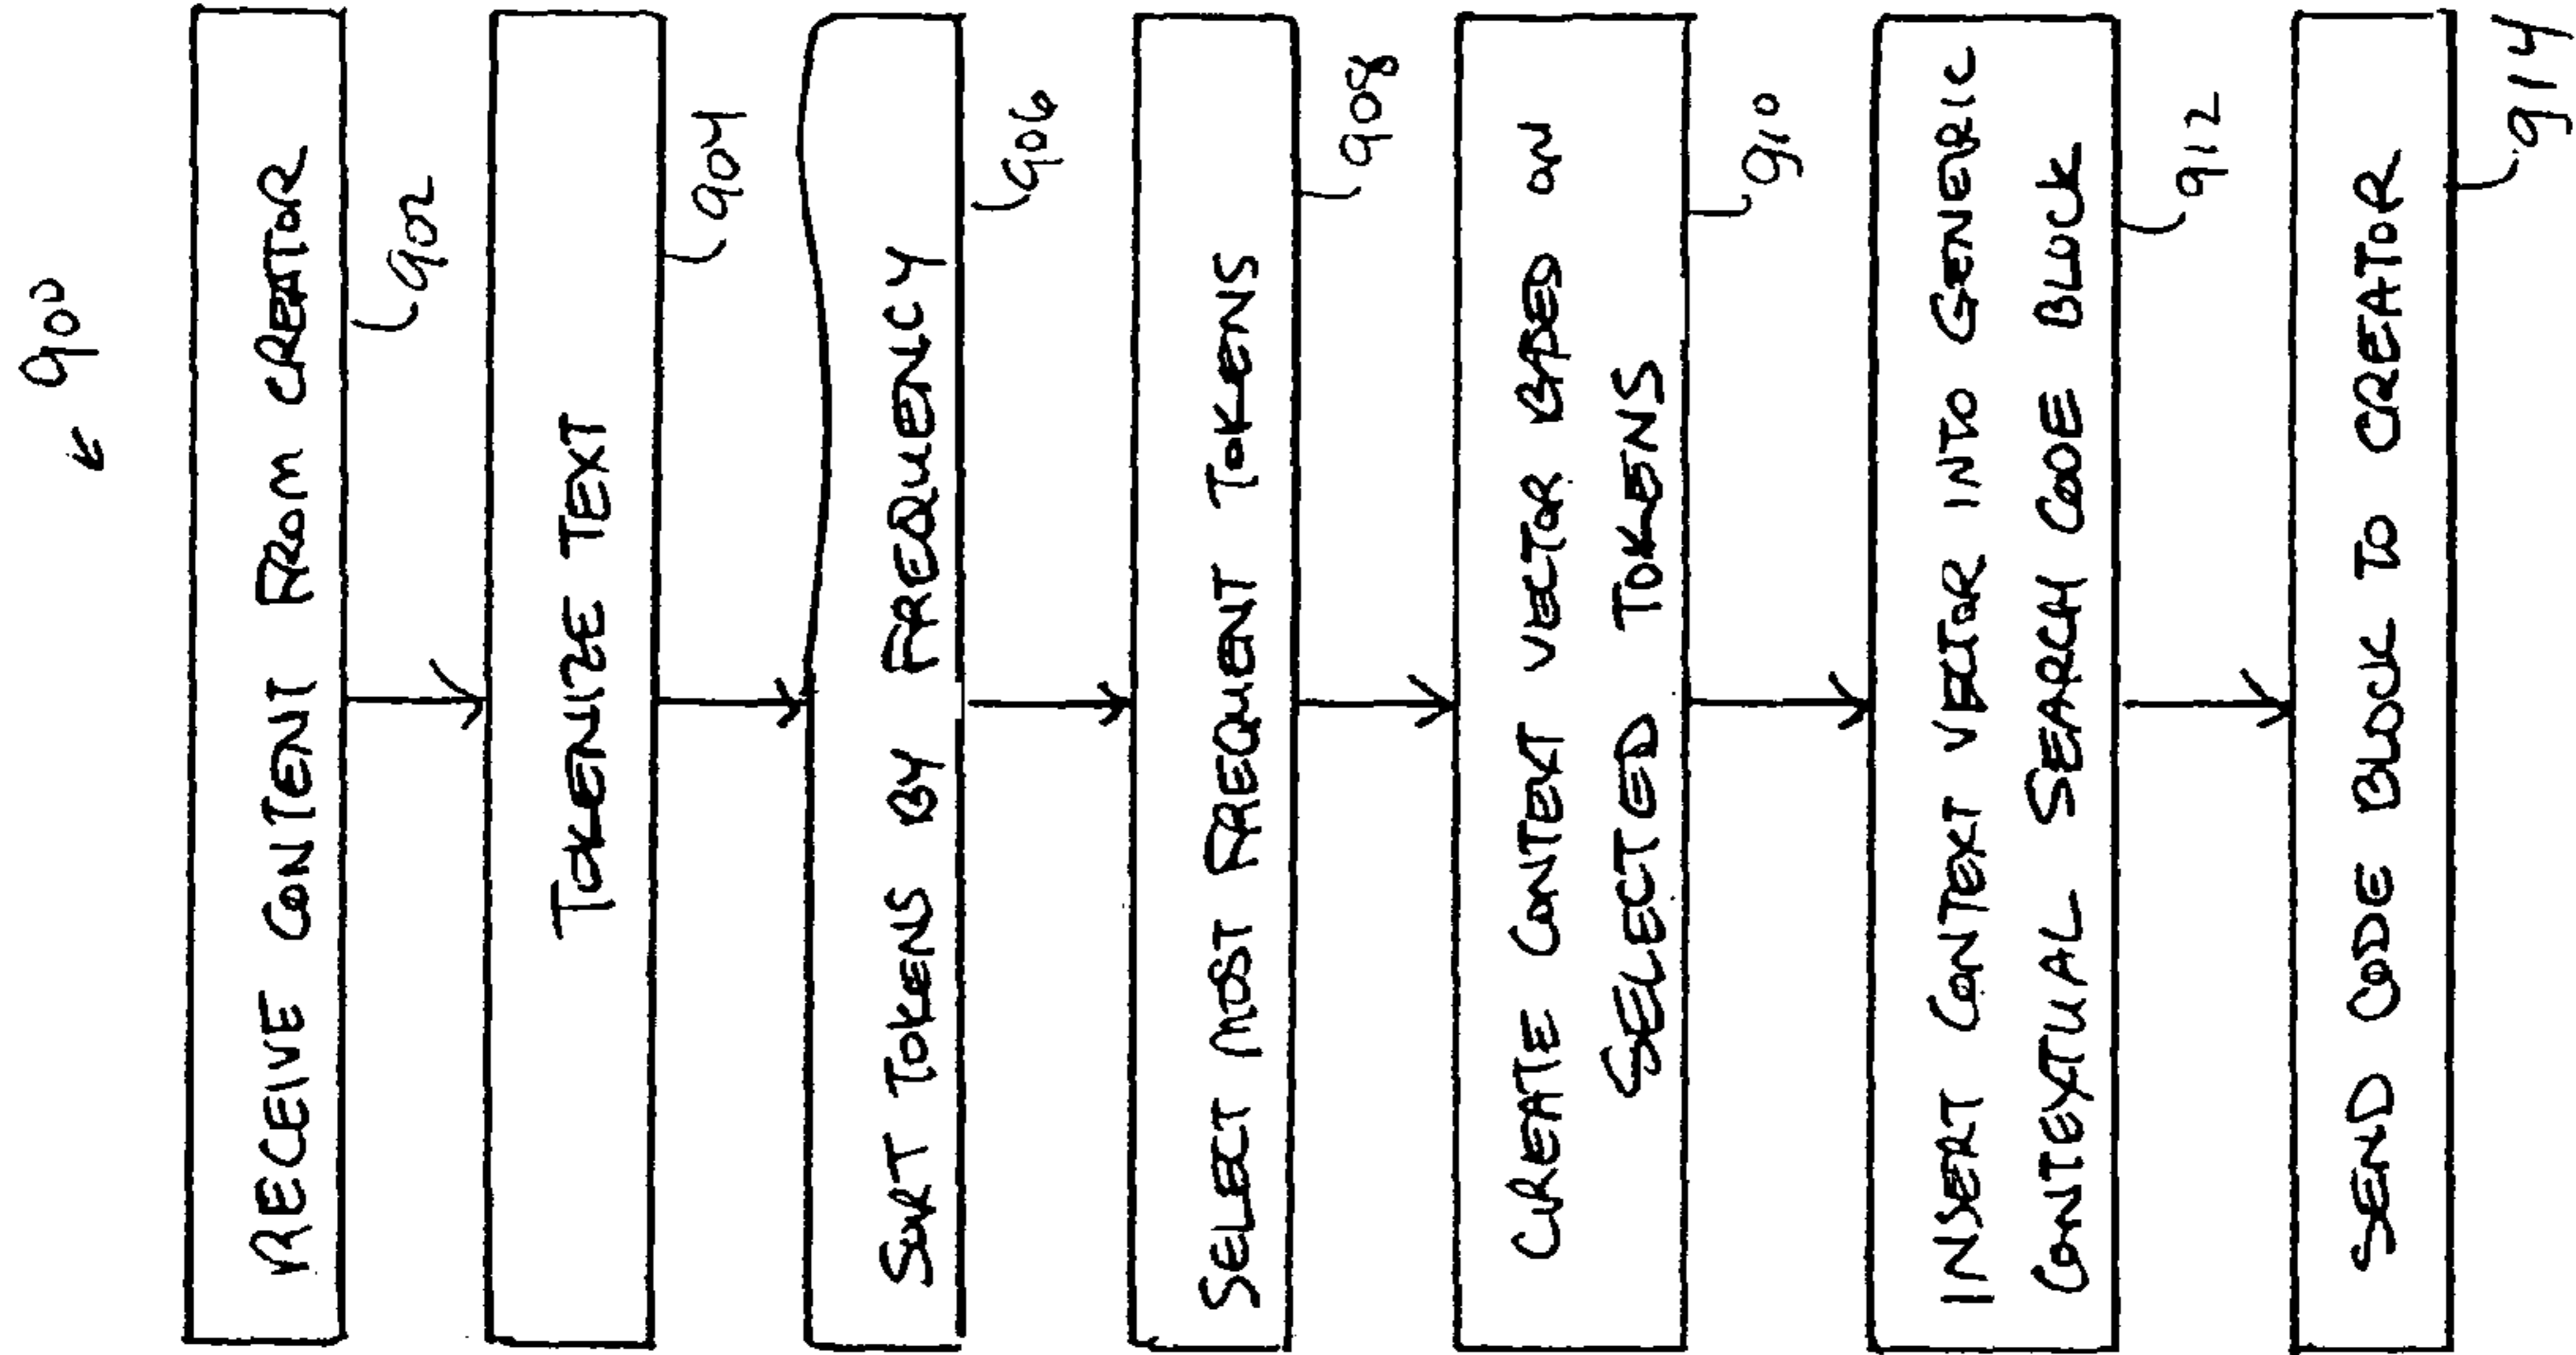 900
RECEIVE CONTENT FROM CREATOR
902
TOKENIZE TEXT
904
SORT TOKENS BY FREQUENCY
906
SELECT MOST FREQUENT TOKENS
908
CREATE CONTEXT VECTOR BASED ON
SELECTED TOKENS
910
INSERT CONTEXT VECTOR INTO GENERIC
CONTEXTUAL SEARCH CODE BLOCK
912
SEND CODE BLOCK TO CREATOR
914